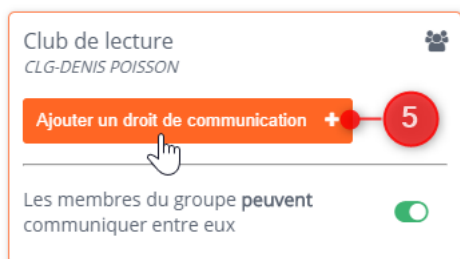 Club de lecture
CLG-DENIS POISSON
Ajouter un droit de communication +
5
Les membres du groupe peuvent
communiquer entre eux